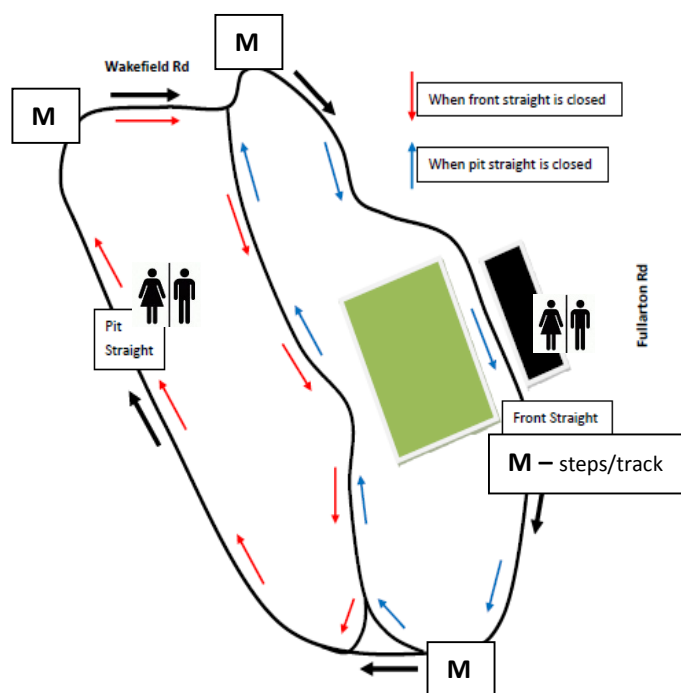 M
Wakefield Rd
M
When front straight is closed
When pit straight is closed
Fullarton Rd
Pit
Straight
Front Straight
M – steps/track
M